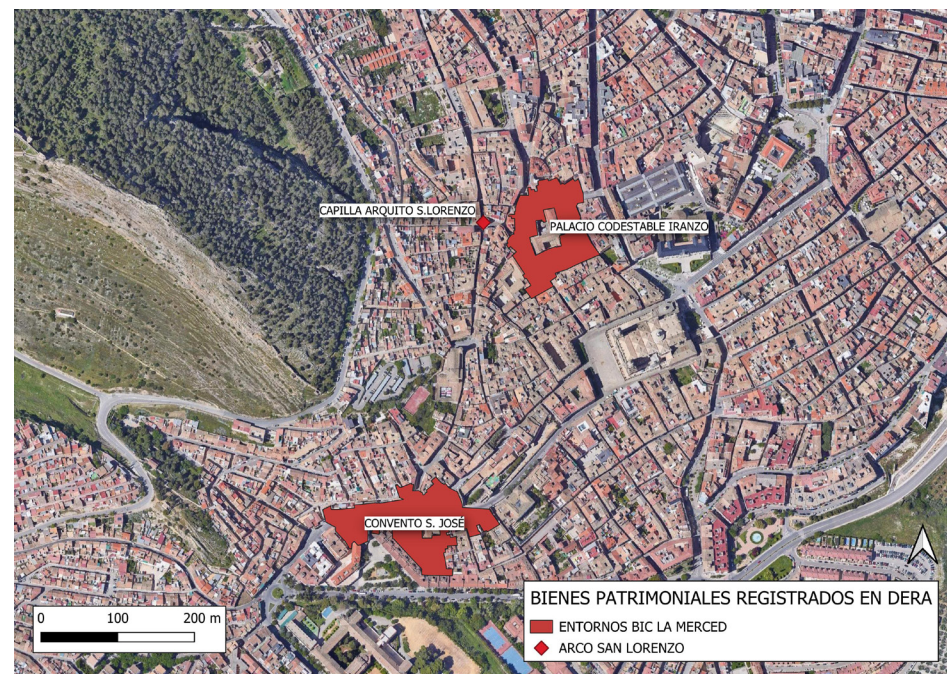 CAPILLA ARQUITO S.LORENZO
PALACIO CODESTABLE IRANZO
CONVENTO S. JOSÉ
0 100 200 m
BIENES PATRIMONIALES REGISTRADOS EN DERA
ENTORNOS BIC LA MERCED
ARCO SAN LORENZO